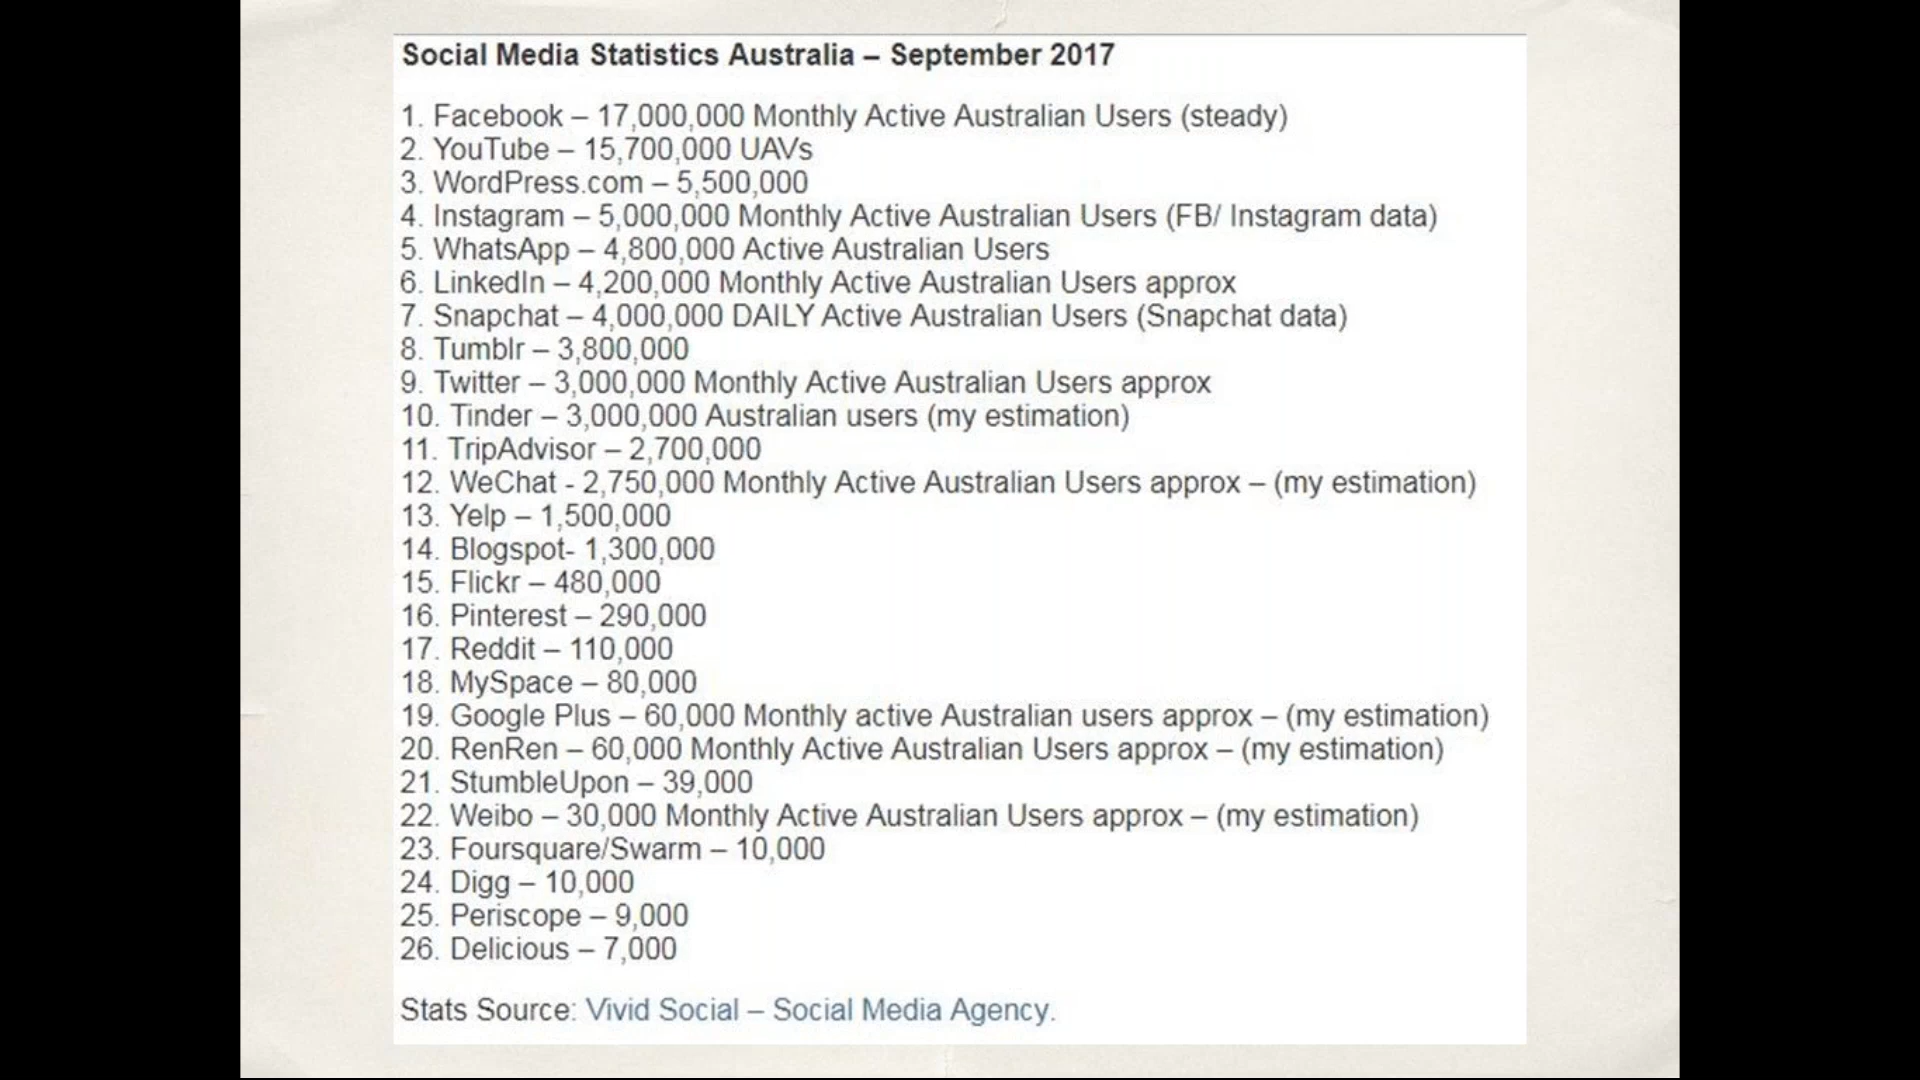 Social Media Statistics Australia – September 2017
1. Facebook – 17,000,000 Monthly Active Australian Users (steady)
2. YouTube – 15,700,000 UAVs
3. WordPress.com – 5,500,000
4. Instagram – 5,000,000 Monthly Active Australian Users (FB/ Instagram data)
5. WhatsApp – 4,800,000 Active Australian Users
6. LinkedIn – 4,200,000 Monthly Active Australian Users approx
7. Snapchat – 4,000,000 DAILY Active Australian Users (Snapchat data)
8. Tumblr – 3,800,000
9. Twitter – 3,000,000 Monthly Active Australian Users approx
10. Tinder – 3,000,000 Australian users (my estimation)
11. TripAdvisor – 2,700,000
12. WeChat - 2,750,000 Monthly Active Australian Users approx – (my estimation)
13. Yelp – 1,500,000
14. Blogspot- 1,300,000
15. Flickr – 480,000
16. Pinterest – 290,000
17. Reddit – 110,000
18. MySpace – 80,000
19. Google Plus – 60,000 Monthly active Australian users approx – (my estimation)
20. RenRen – 60,000 Monthly Active Australian Users approx – (my estimation)
21. StumbleUpon – 39,000
22. Weibo – 30,000 Monthly Active Australian Users approx – (my estimation)
23. Foursquare/Swarm – 10,000
24. Digg – 10,000
25. Periscope – 9,000
26. Delicious – 7,000
Stats Source: Vivid Social – Social Media Agency.